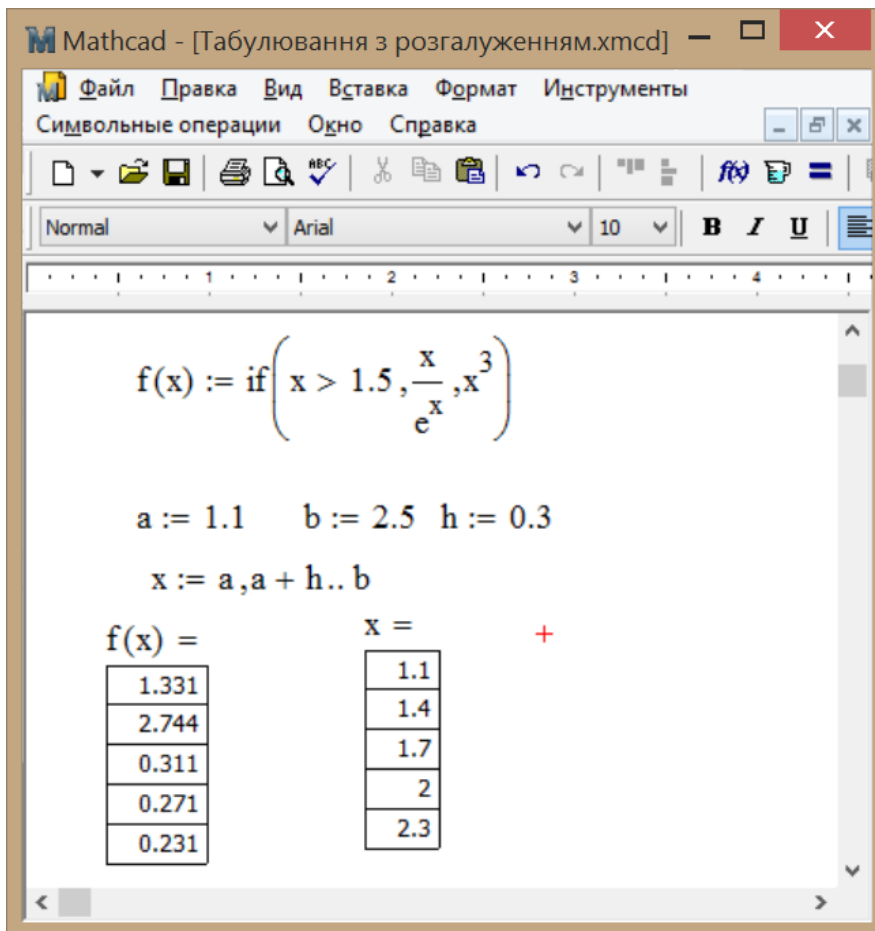 Mathcad - [Табулювання з розгалуженням.xmcd]
Файл Правка Вид Вставка Формат Инструменты
Символьные операции Окно Справка
ABC f(x)
Normal Arial 10 B I U
1 2 3 4
f(x) := if(x > 1.5, x/e^x, x^3)
a := 1.1 b := 2.5 h := 0.3
x := a, a + h.. b
f(x) = x =
1.331 1.1
2.744 1.4
0.311 1.7
0.271 2
0.231 2.3